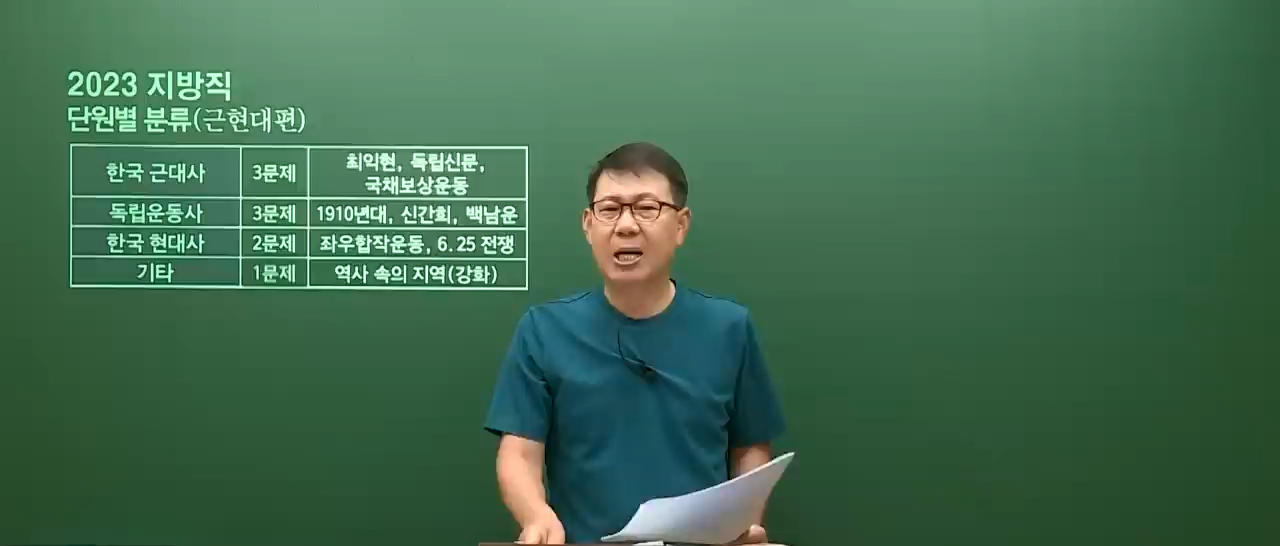 2023 지방직
단원별 분류(근현대편)
한국 근대사 3문제 최익현, 독립신문,
국채보상운동
독립운동사 3문제 1910년대, 신간회, 백남운
한국 현대사 2문제 좌우합작운동, 6.25 전쟁
기타 1문제 역사 속의 지역(강화)